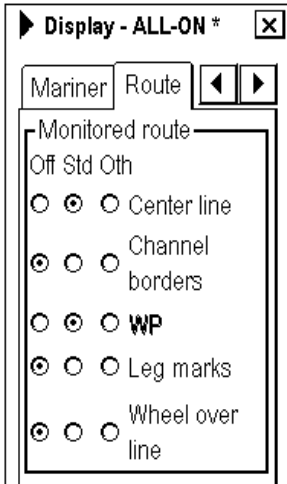 Display - ALL-ON *
Mariner Route
Monitored route
Off Std Oth
Center line
Channel
borders
WP
Leg marks
Wheel over
line